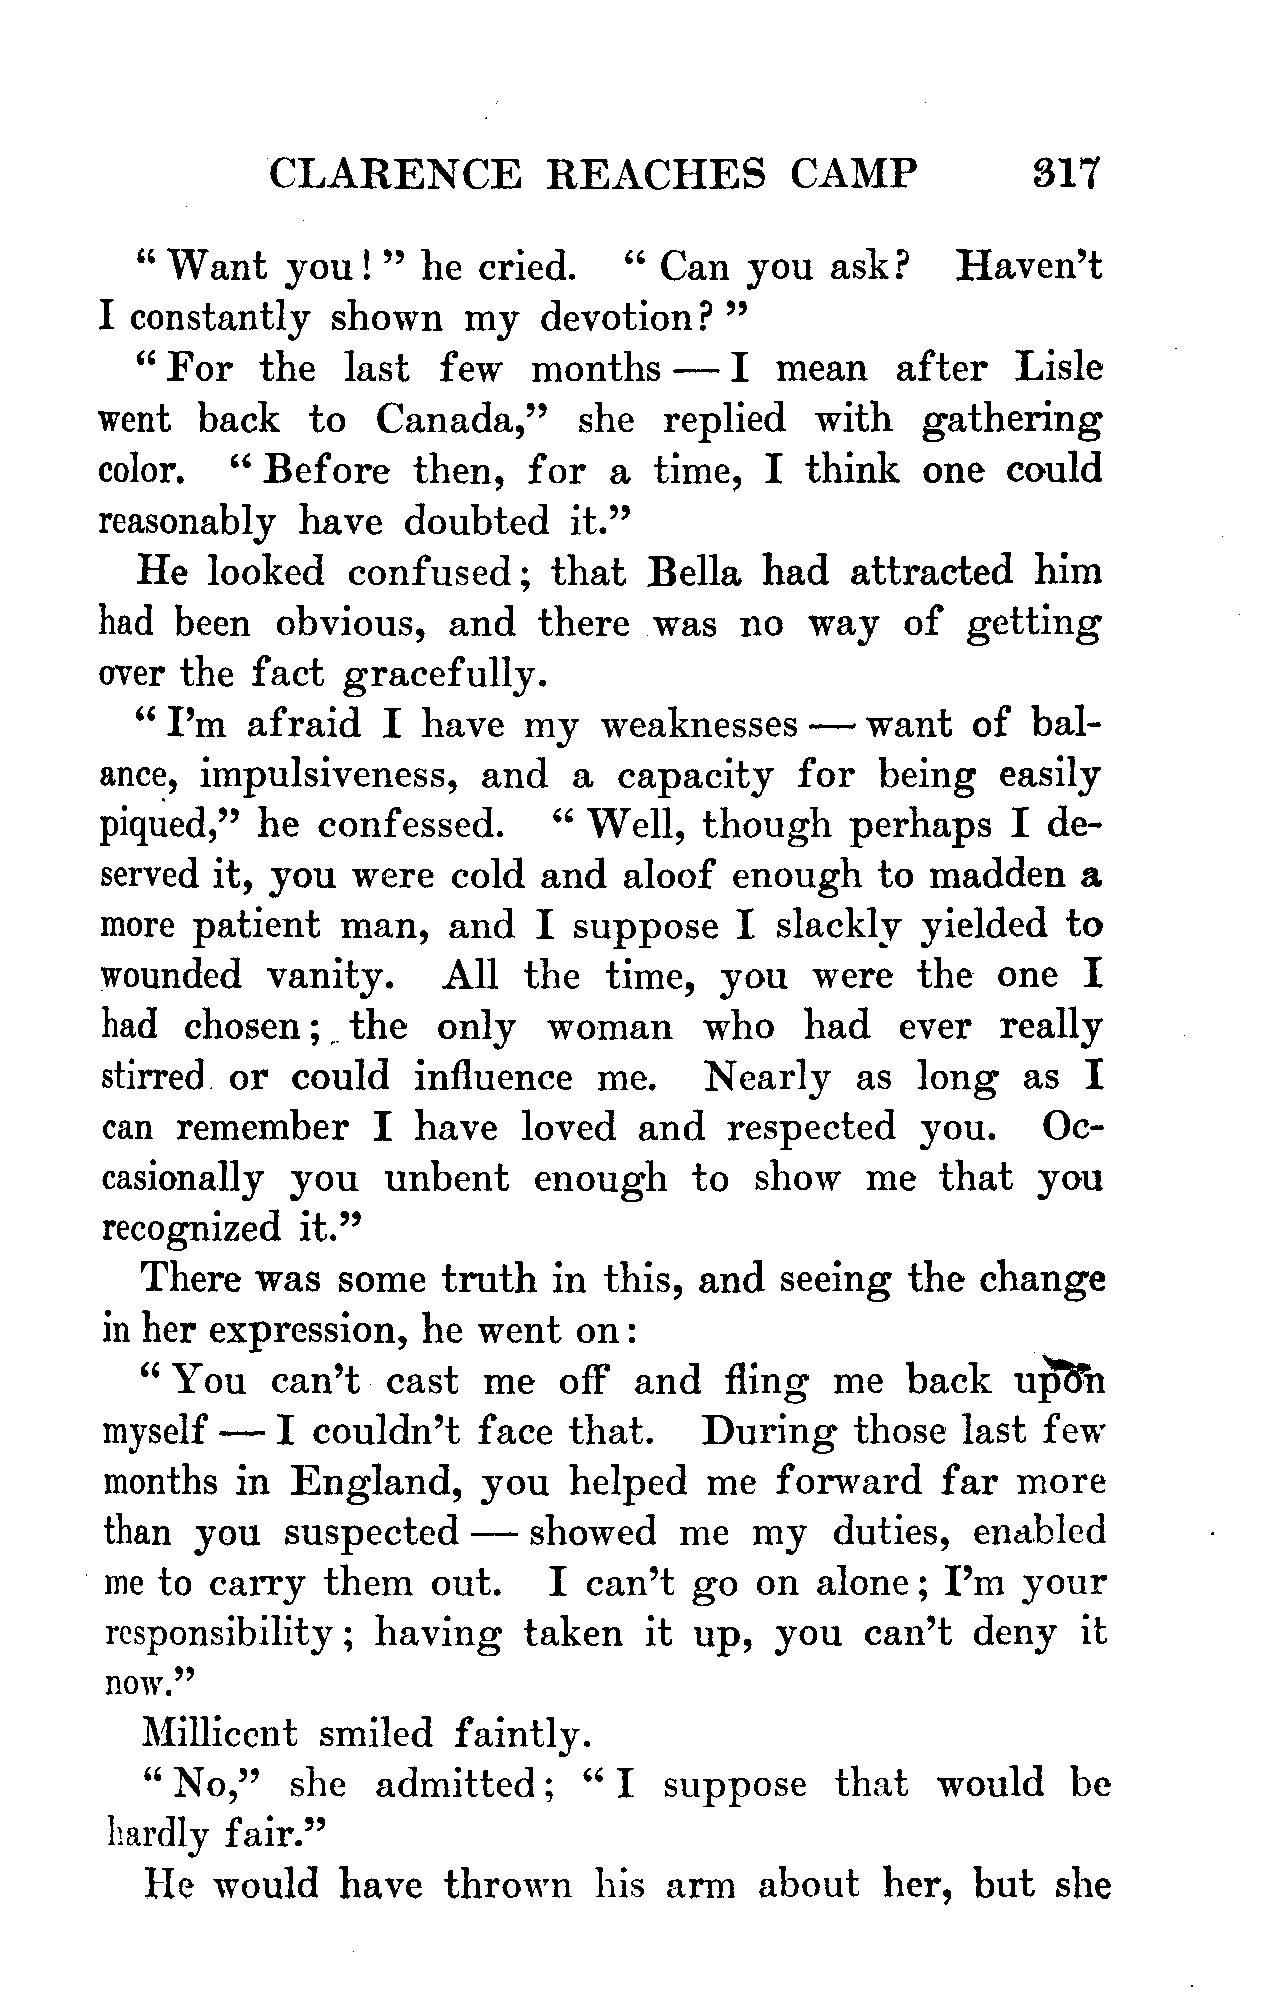 CLARENCE REACHES CAMP 317
“Want you!” he cried. “Can you ask? Haven’t
I constantly shown my devotion?”
“For the last few months — I mean after Lisle
went back to Canada,” she replied with gathering
color. “Before then, for a time, I think one could
reasonably have doubted it.”
He looked confused; that Bella had attracted him
had been obvious, and there was no way of getting
over the fact gracefully.
“I’m afraid I have my weaknesses — want of bal-
ance, impulsiveness, and a capacity for being easily
piqued,” he confessed. “Well, though perhaps I de-
served it, you were cold and aloof enough to madden a
more patient man, and I suppose I slackly yielded to
wounded vanity. All the time, you were the one I
had chosen; the only woman who had ever really
stirred or could influence me. Nearly as long as I
can remember I have loved and respected you. Oc-
casionally you unbent enough to show me that you
recognized it.”
There was some truth in this, and seeing the change
in her expression, he went on:
“You can’t cast me off and fling me back upon
myself — I couldn’t face that. During those last few
months in England, you helped me forward far more
than you suspected — showed me my duties, enabled
me to carry them out. I can’t go on alone; I’m your
responsibility; having taken it up, you can’t deny it
now.”
Millicent smiled faintly.
“No,” she admitted; “I suppose that would be
hardly fair.”
He would have thrown his arm about her, but she